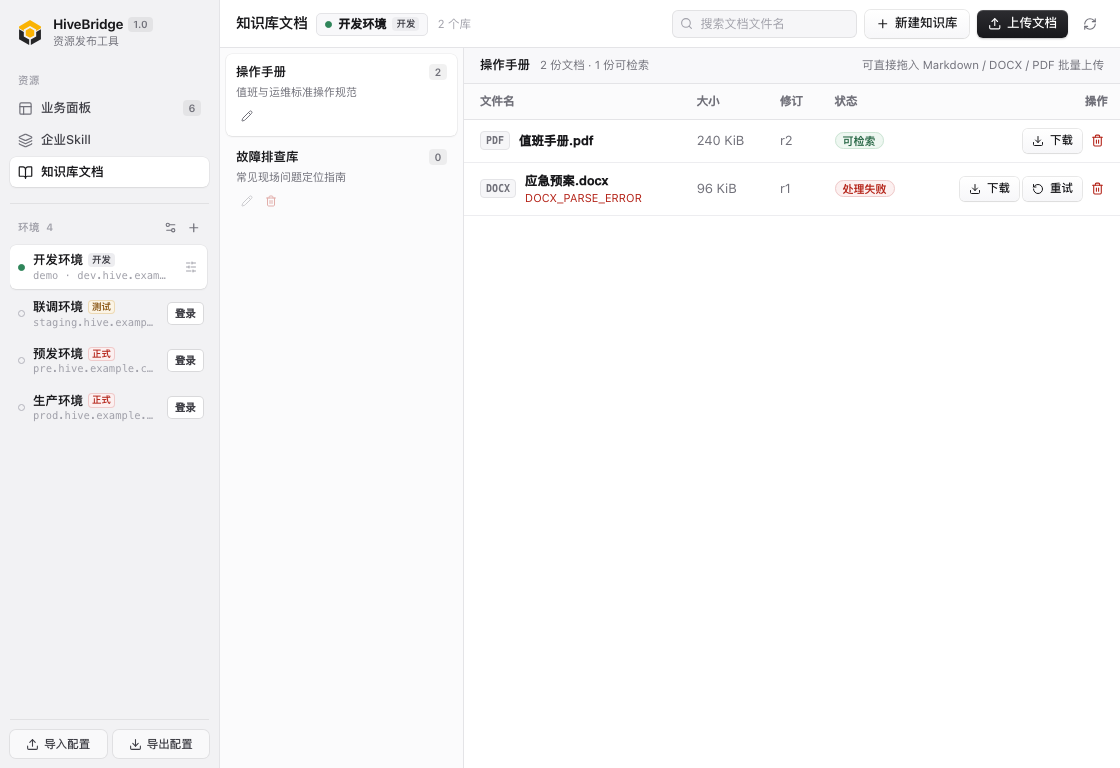 HiveBridge 1.0
资源发布工具
资源
业务面板 6
企业Skill
知识库文档
环境 4
开发环境 开发
demo · dev.hive.exam…
联调环境 测试
staging.hive.examp…
登录
预发环境 正式
pre.hive.example.c…
登录
生产环境 正式
prod.hive.example.…
登录
导入配置 导出配置
知识库文档 开发环境 开发 2 个库
搜索文档文件名 新建知识库 上传文档
操作手册 2
值班与运维标准操作规范
故障排查库 0
常见现场问题定位指南
操作手册 2 份文档 · 1 份可检索 可直接拖入 Markdown / DOCX / PDF 批量上传
文件名 大小 修订 状态 操作
PDF 值班手册.pdf 240 KiB r2 可检索 下载
DOCX 应急预案.docx 96 KiB r1 处理失败 下载 重试
DOCX_PARSE_ERROR